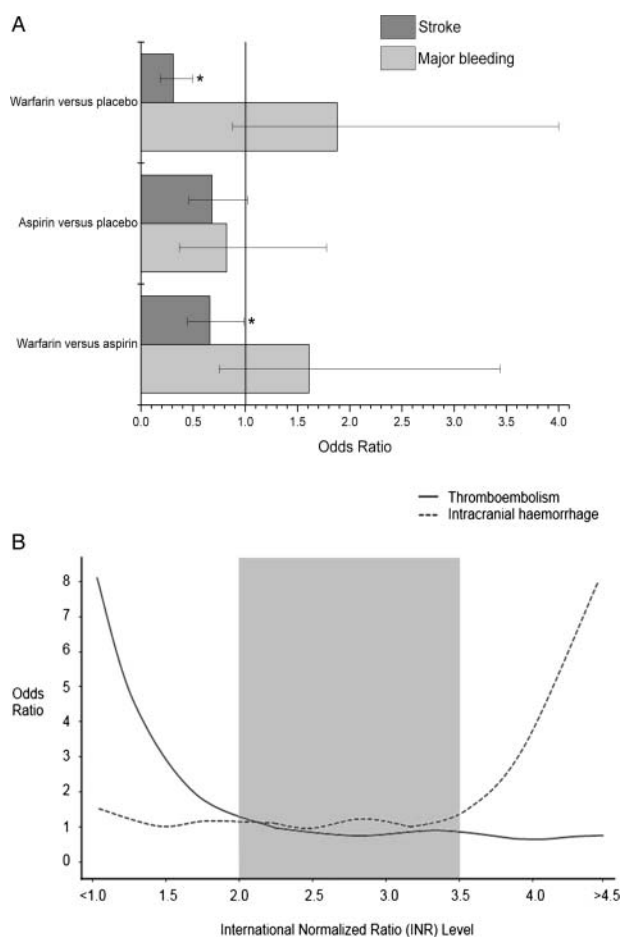 A
Stroke
Major bleeding
Warfarin versus placebo
*
Aspirin versus placebo
Warfarin versus aspirin
*
0.0 0.5 1.0 1.5 2.0 2.5 3.0 3.5 4.0
Odds Ratio
Thromboembolism
Intracranial haemorrhage
B
8
7
6
5
Odds
Ratio
4
3
2
1
0
<1.0 1.5 2.0 2.5 3.0 3.5 4.0 >4.5
International Normalized Ratio (INR) Level